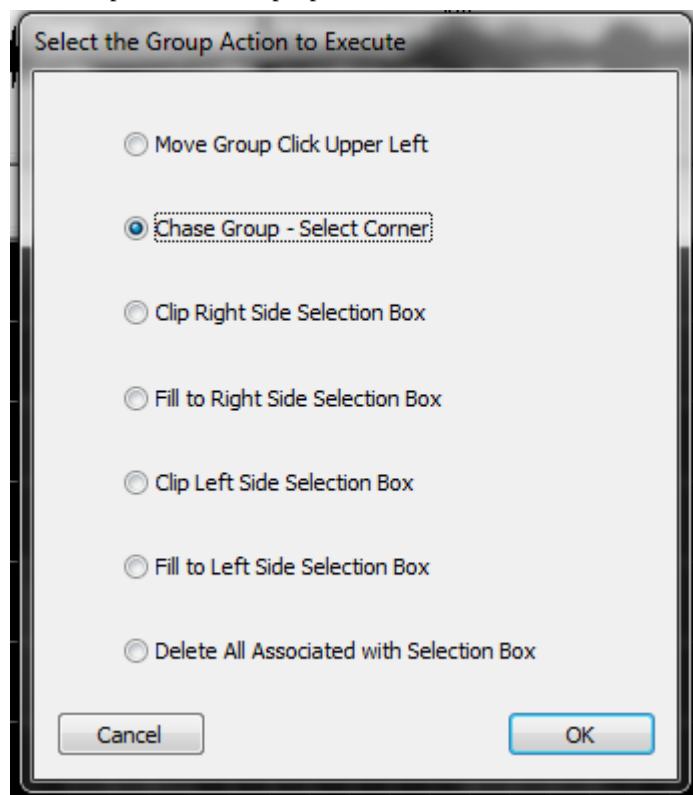 Select the Group Action to Execute
Move Group Click Upper Left
Chase Group - Select Corner
Clip Right Side Selection Box
Fill to Right Side Selection Box
Clip Left Side Selection Box
Fill to Left Side Selection Box
Delete All Associated with Selection Box
Cancel
OK